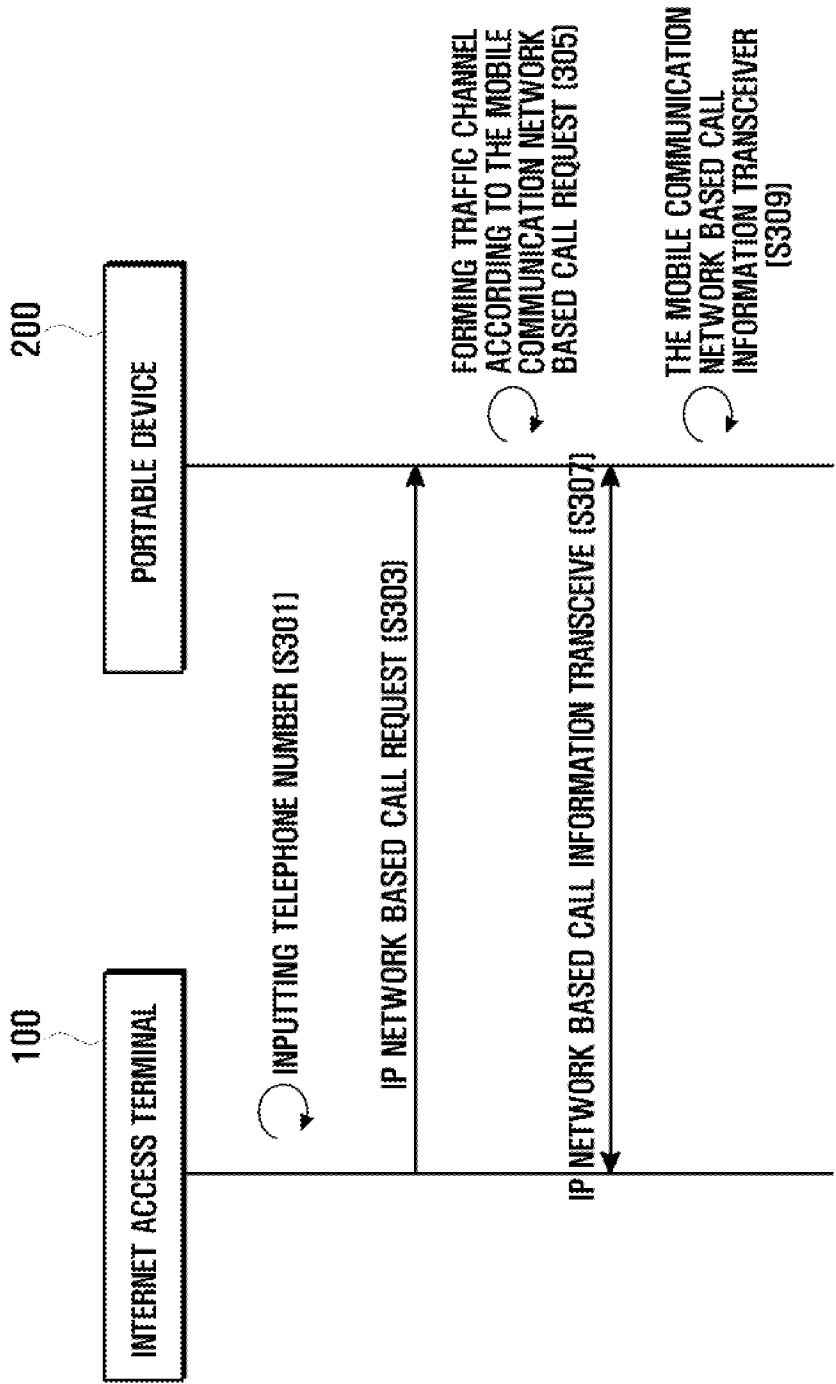 100
200
INTERNET ACCESS TERMINAL
PORTABLE DEVICE
INPUTTING TELEPHONE NUMBER (S301)
IP NETWORK BASED CALL REQUEST (S303)
FORMING TRAFFIC CHANNEL
ACCORDING TO THE MOBILE
COMMUNICATION NETWORK
BASED CALL REQUEST (305)
IP NETWORK BASED CALL INFORMATION TRANSCEIVE (S307)
THE MOBILE COMMUNICATION
NETWORK BASED CALL
INFORMATION TRANSCEIVER
(S309)